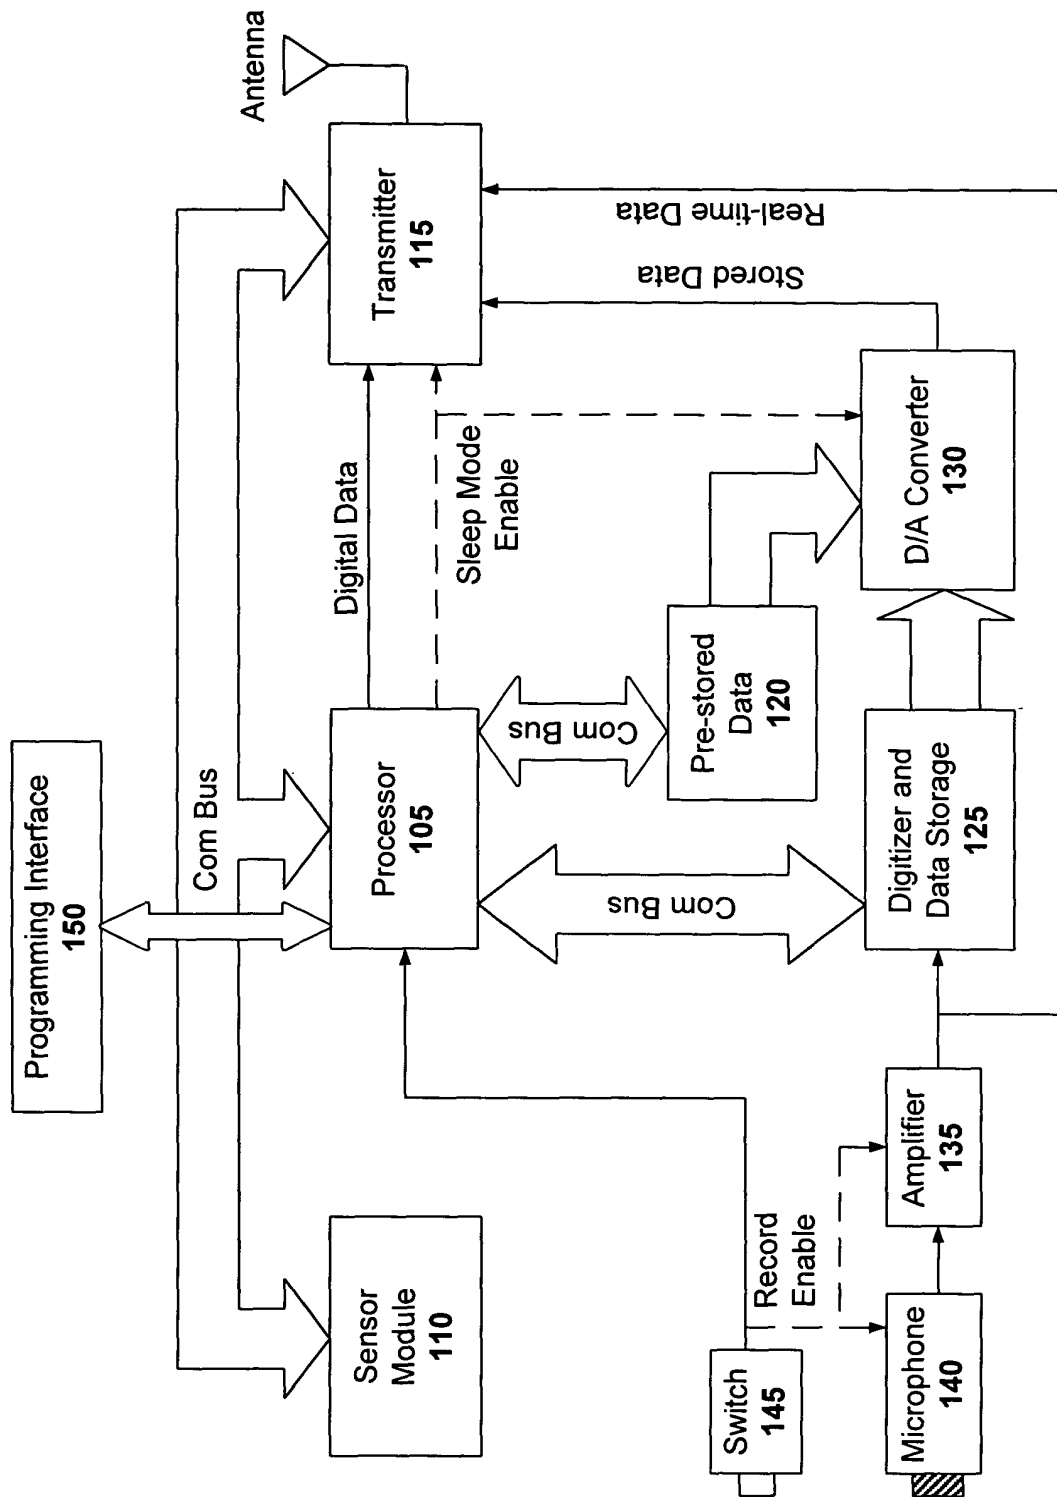 Programming Interface
150
Com Bus
Antenna
Sensor
Module
110
Processor
105
Transmitter
115
Digital Data
Sleep Mode
Enable
Com Bus
Com Bus
Stored Data
Real-time Data
Pre-stored
Data
120
Switch
145
Record
Enable
Microphone
140
Amplifier
135
Digitizer and
Data Storage
125
D/A Converter
130